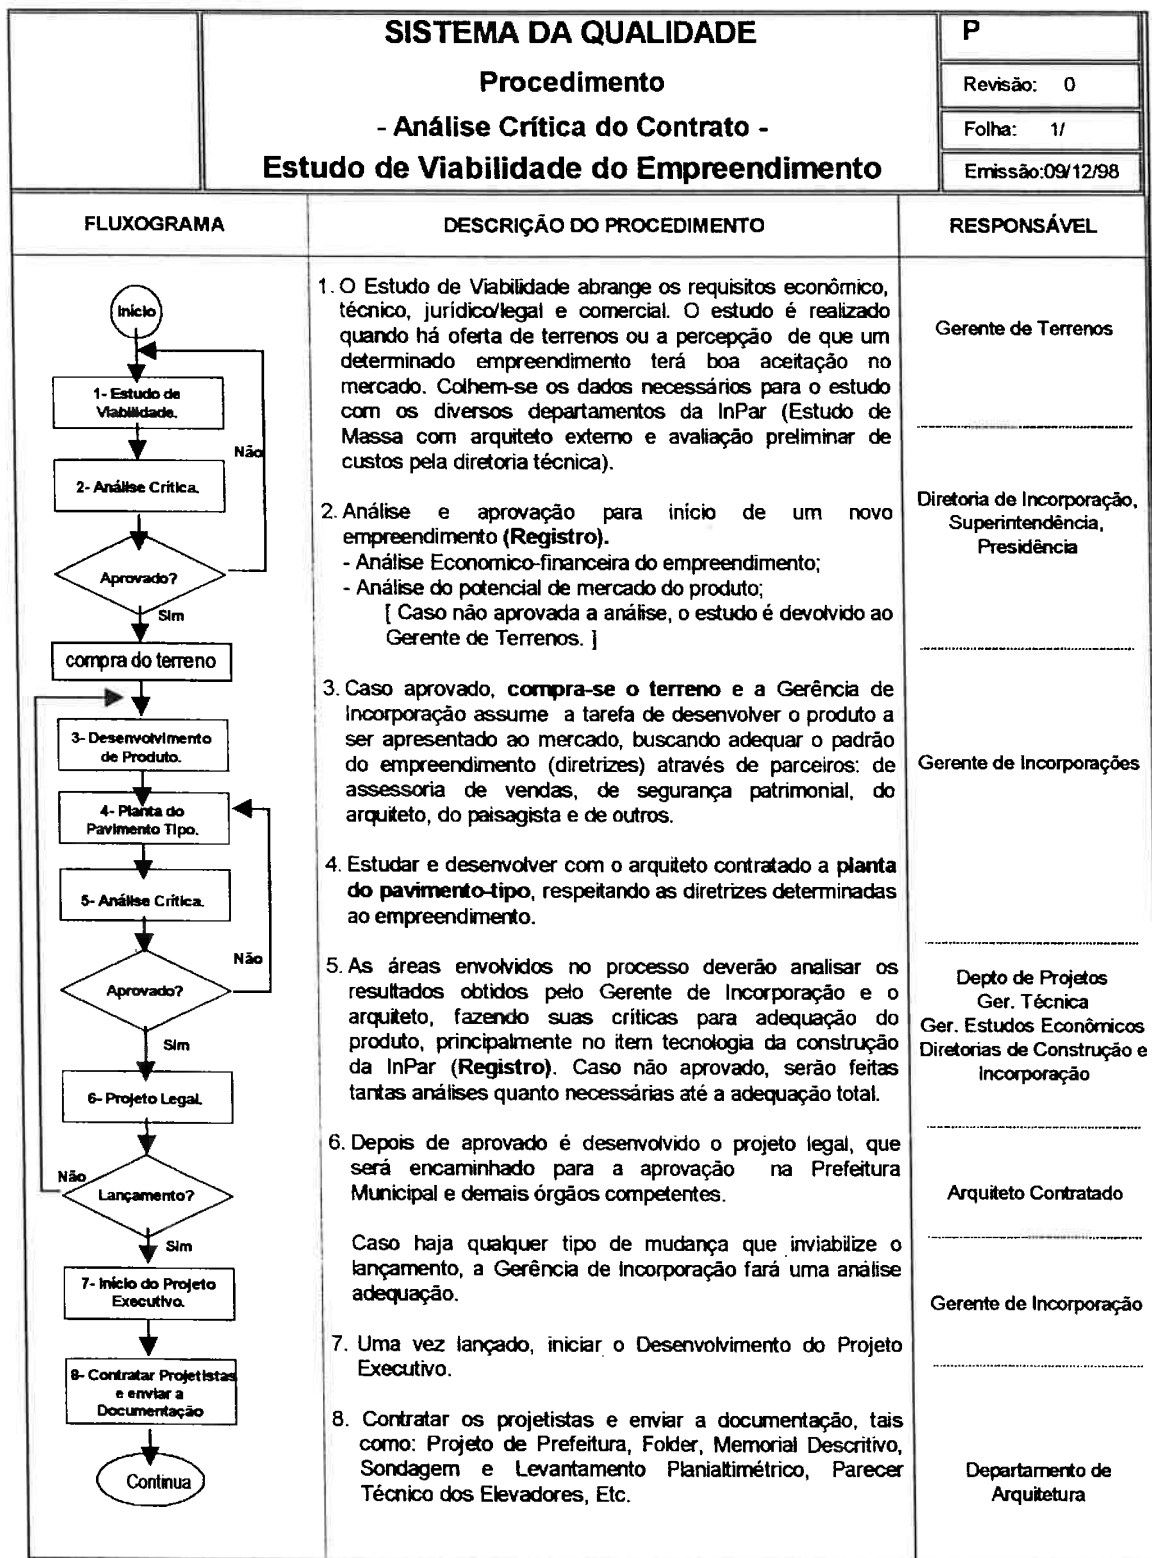 SISTEMA DA QUALIDADE
Procedimento
- Análise Crítica do Contrato -
Estudo de Viabilidade do Empreendimento
P
Revisão: 0
Folha: 1/
Emissão:09/12/98
FLUXOGRAMA
Início
1- Estudo de
Viabilidade.
Não
2- Análise Crítica.
Aprovado?
Sim
compra do terreno
3- Desenvolvimento
de Produto.
4- Planta do
Pavimento Tipo.
5- Análise Crítica.
Não
Aprovado?
Sim
6- Projeto Legal.
Não
Lançamento?
Sim
7- Início do Projeto
Executivo.
8- Contratar Projetistas
e enviar a
Documentação
Continua
DESCRIÇÃO DO PROCEDIMENTO
1. O Estudo de Viabilidade abrange os requisitos econômico,
técnico, jurídico/legal e comercial. O estudo é realizado
quando há oferta de terrenos ou a percepção de que um
determinado empreendimento terá boa aceitação no
mercado. Colhem-se os dados necessários para o estudo
com os diversos departamentos da InPar (Estudo de
Massa com arquiteto externo e avaliação preliminar de
custos pela diretoria técnica).
2. Análise e aprovação para início de um novo
empreendimento (Registro).
- Análise Economico-financeira do empreendimento;
- Análise do potencial de mercado do produto;
[ Caso não aprovada a análise, o estudo é devolvido ao
Gerente de Terrenos. ]
3. Caso aprovado, compra-se o terreno e a Gerência de
Incorporação assume a tarefa de desenvolver o produto a
ser apresentado ao mercado, buscando adequar o padrão
do empreendimento (diretrizes) através de parceiros: de
assessoria de vendas, de segurança patrimonial, do
arquiteto, do paisagista e de outros.
4. Estudar e desenvolver com o arquiteto contratado a planta
do pavimento-tipo, respeitando as diretrizes determinadas
ao empreendimento.
5. As áreas envolvidos no processo deverão analisar os
resultados obtidos pelo Gerente de Incorporação e o
arquiteto, fazendo suas críticas para adequação do
produto, principalmente no item tecnologia da construção
da InPar (Registro). Caso não aprovado, serão feitas
tantas análises quanto necessárias até a adequação total.
6. Depois de aprovado é desenvolvido o projeto legal, que
será encaminhado para a aprovação na Prefeitura
Municipal e demais órgãos competentes.
Caso haja qualquer tipo de mudança que inviabilize o
lançamento, a Gerência de Incorporação fará uma análise
adequação.
7. Uma vez lançado, iniciar o Desenvolvimento do Projeto
Executivo.
8. Contratar os projetistas e enviar a documentação, tais
como: Projeto de Prefeitura, Folder, Memorial Descritivo,
Sondagem e Levantamento Planialtimétrico, Parecer
Técnico dos Elevadores, Etc.
RESPONSÁVEL
Gerente de Terrenos
Diretoria de Incorporação,
Superintendência,
Presidência
Gerente de Incorporações
Depto de Projetos
Ger. Técnica
Ger. Estudos Econômicos
Diretorias de Construção e
Incorporação
Arquiteto Contratado
Gerente de Incorporação
Departamento de
Arquitetura